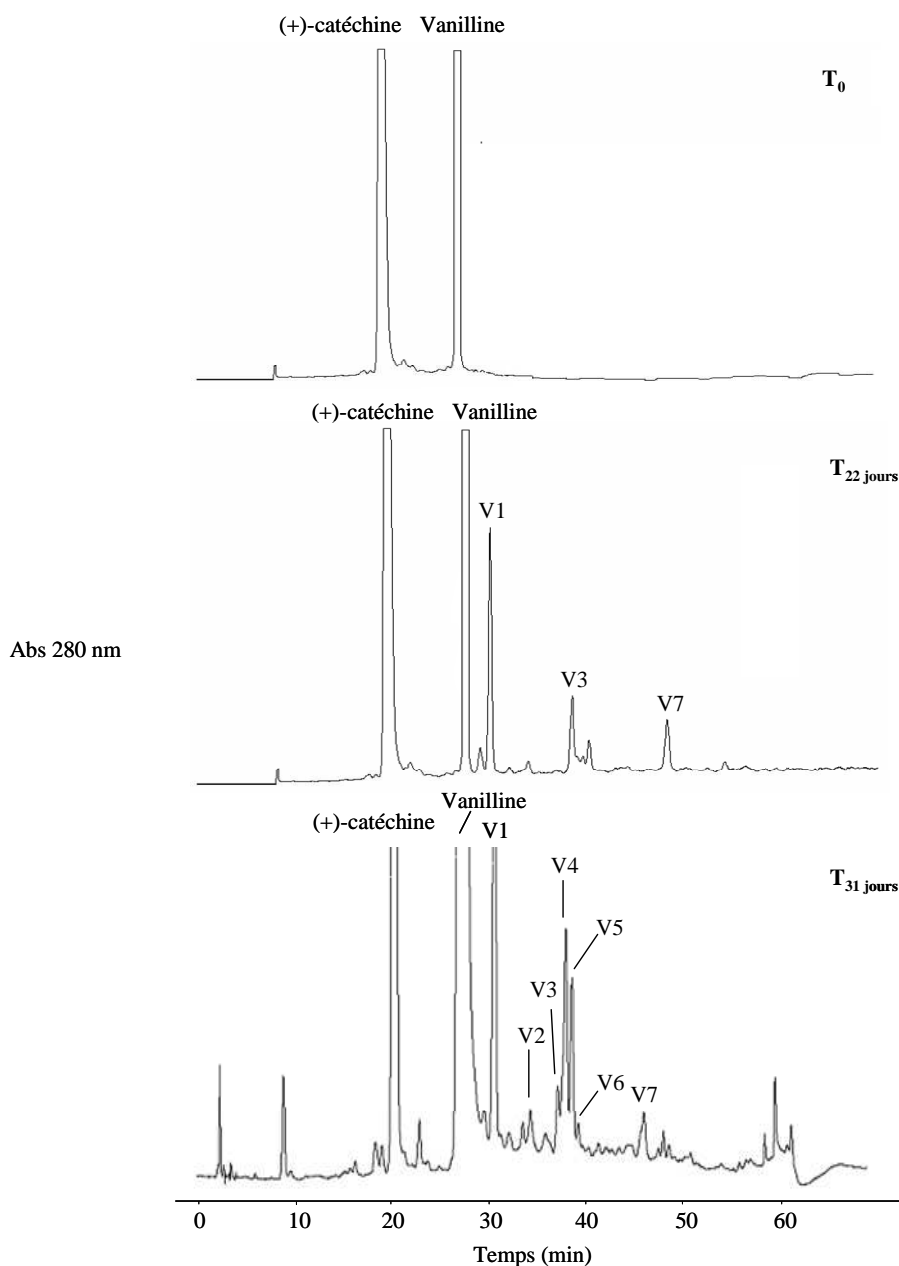 (+)-catéchine Vanilline
T0
(+)-catéchine Vanilline
T22 jours
V1
Abs 280 nm
V3
V7
Vanilline
(+)-catéchine
V1
V4
T31 jours
V5
V3
V2
V6
V7
0 10 20 30 40 50 60
Temps (min)